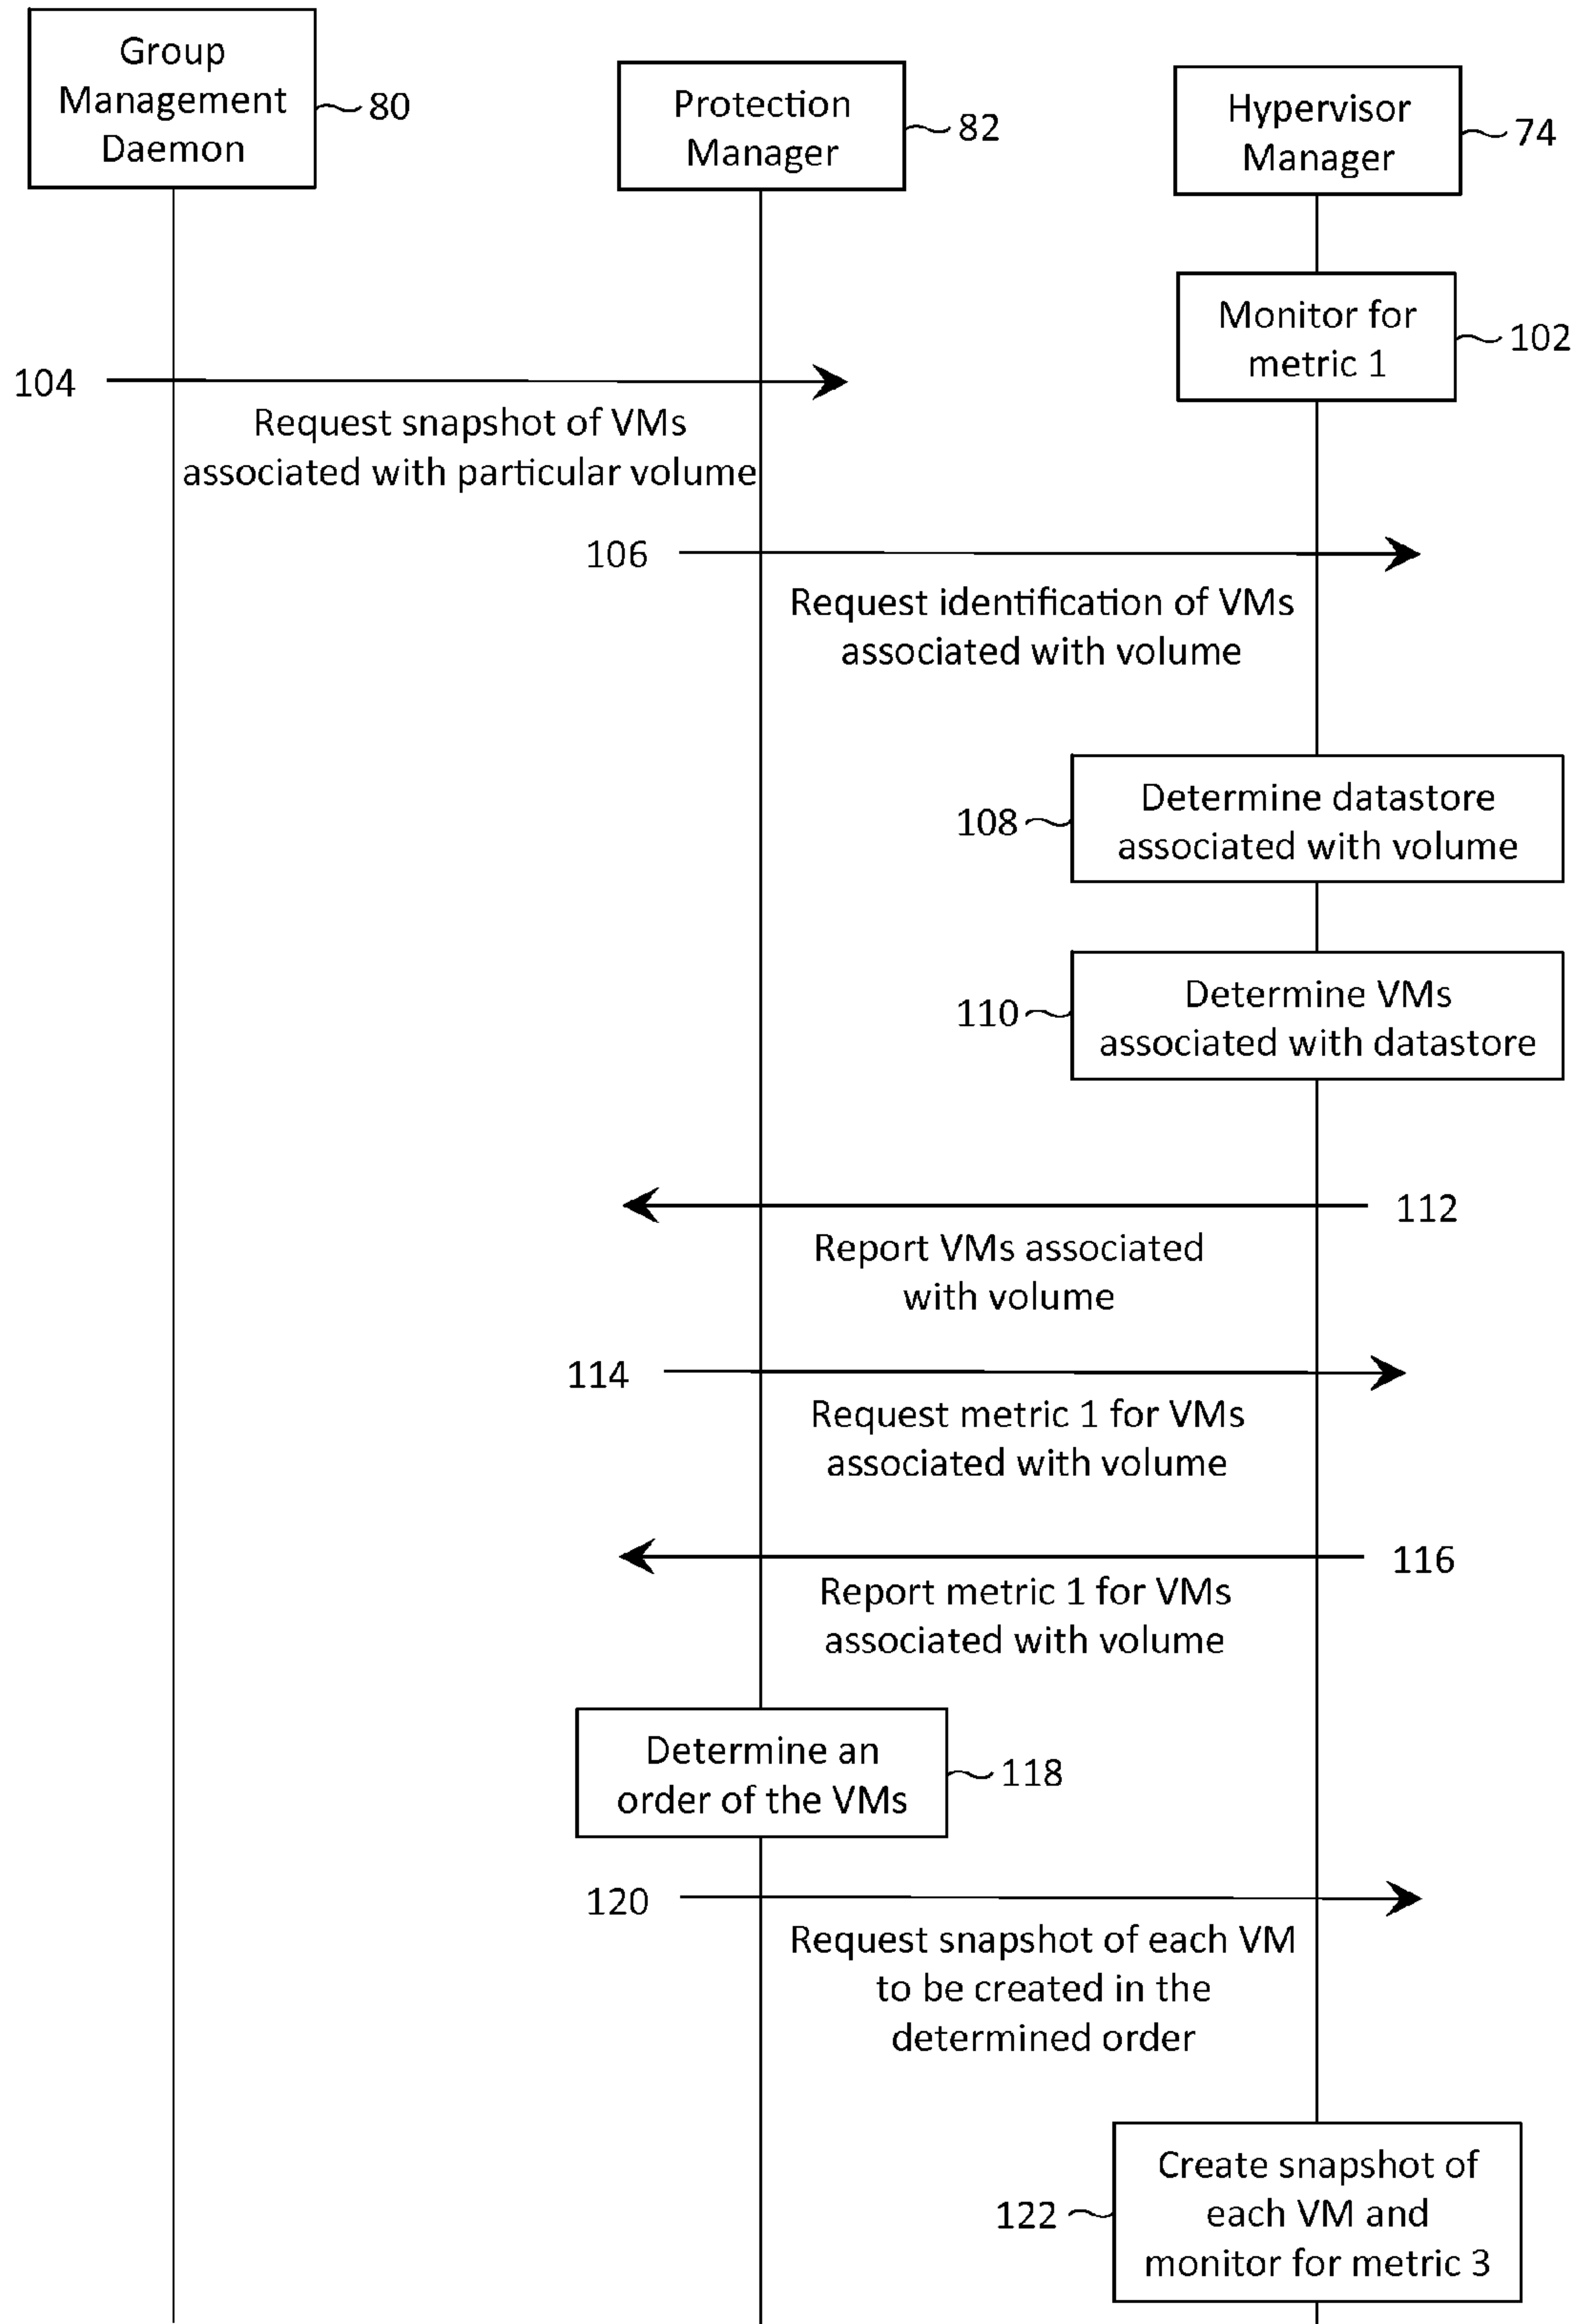 Group
Management
Daemon
80
Protection
Manager
82
Hypervisor
Manager
74
Monitor for
metric 1
102
104
Request snapshot of VMs
associated with particular volume
106
Request identification of VMs
associated with volume
108
Determine datastore
associated with volume
110
Determine VMs
associated with datastore
112
Report VMs associated
with volume
114
Request metric 1 for VMs
associated with volume
116
Report metric 1 for VMs
associated with volume
Determine an
order of the VMs
118
120
Request snapshot of each VM
to be created in the
determined order
122
Create snapshot of
each VM and
monitor for metric 3